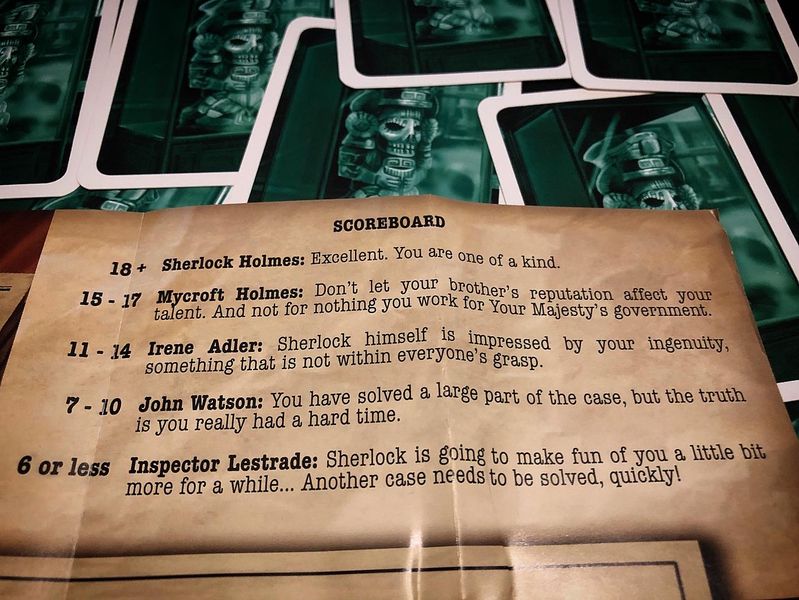 SCOREBOARD
18 + Sherlock Holmes: Excellent. You are one of a kind.
15 - 17 Mycroft Holmes: Don't let your brother's reputation affect your
talent. And not for nothing you work for Your Majesty's government.
11 - 14 Irene Adler: Sherlock himself is impressed by your ingenuity,
something that is not within everyone's grasp.
7 - 10 John Watson: You have solved a large part of the case, but the truth
is you really had a hard time.
6 or less Inspector Lestrade: Sherlock is going to make fun of you a little bit
more for a while... Another case needs to be solved, quickly!